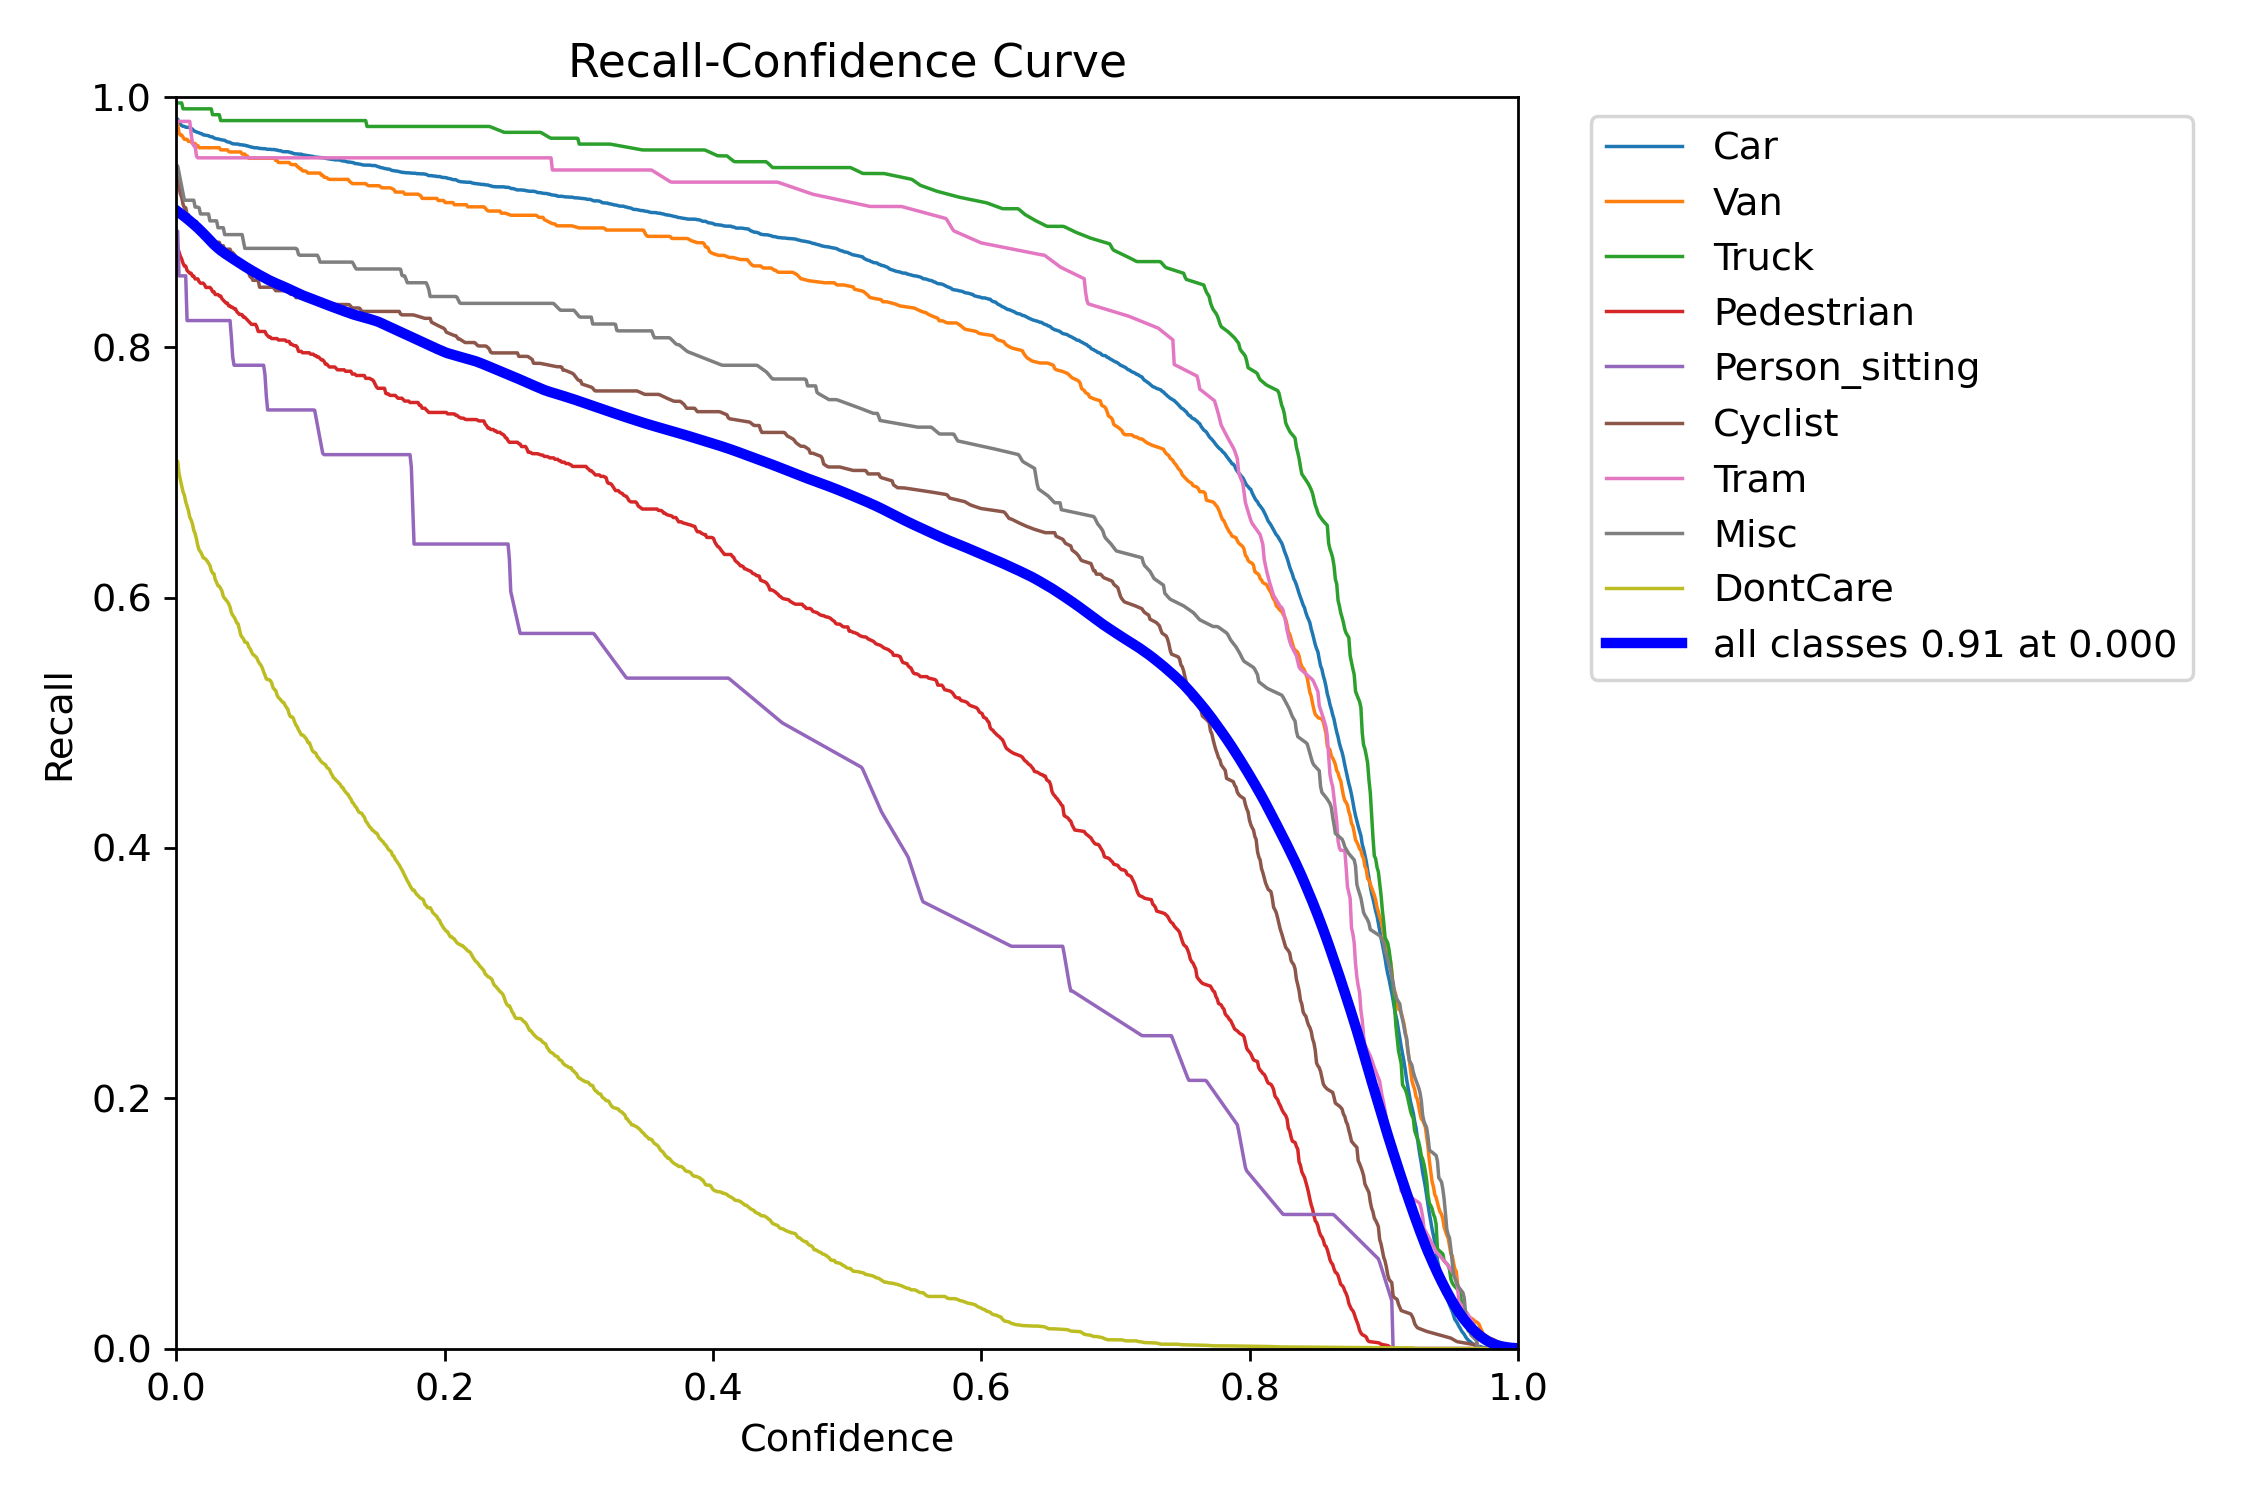 Recall-Confidence Curve
1.0
0.8
0.6
0.4
0.2
0.0
Recall
0.0 0.2 0.4 0.6 0.8 1.0
Confidence
Car
Van
Truck
Pedestrian
Person_sitting
Cyclist
Tram
Misc
DontCare
all classes 0.91 at 0.000